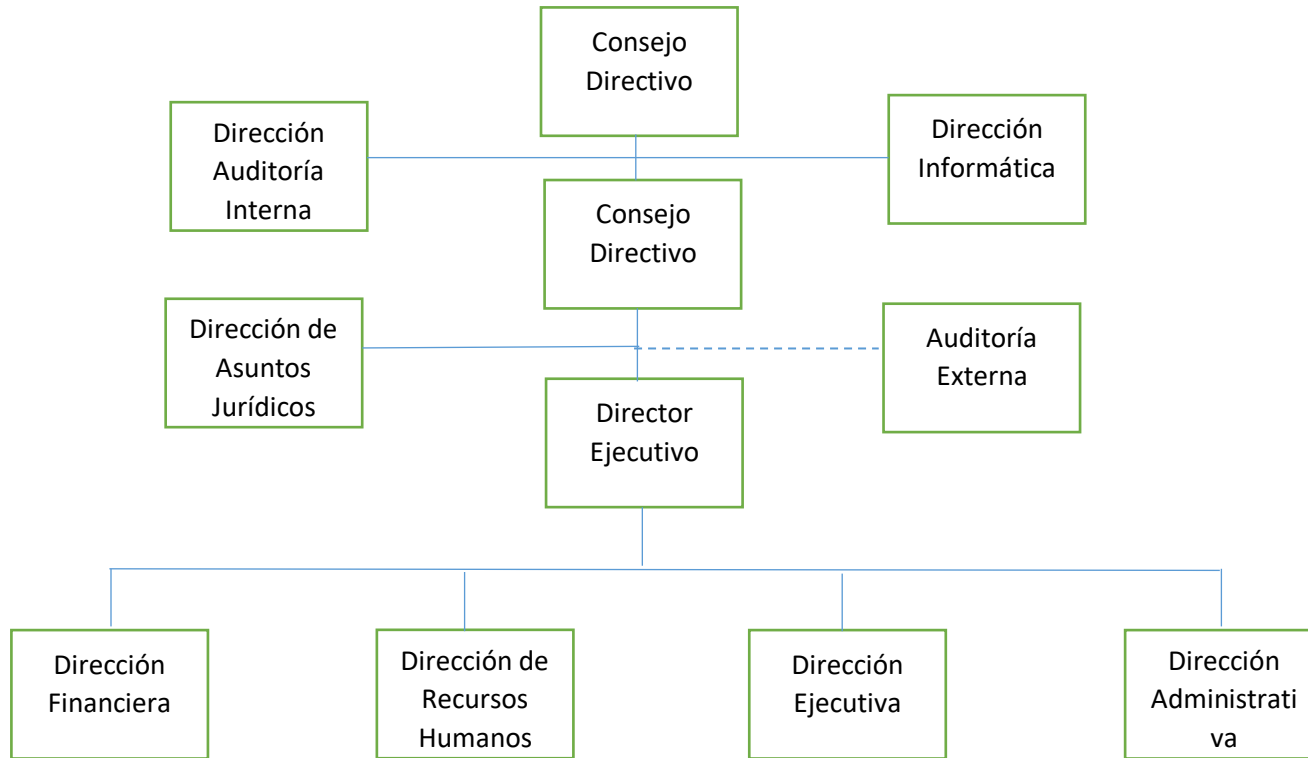 Consejo
Directivo
Dirección
Auditoría
Interna
Dirección
Informática
Consejo
Directivo
Dirección de
Asuntos
Jurídicos
Auditoría
Externa
Director
Ejecutivo
Dirección
Financiera
Dirección de
Recursos
Humanos
Dirección
Ejecutiva
Dirección
Administrati
va